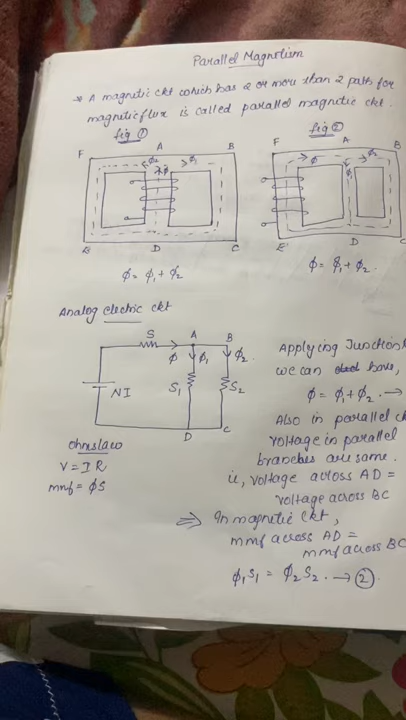 Parallel Magnetism
→ A magnetic ckt which has 2 or more than 2 path for
magnetic flux is called parallel magnetic ckt.
fig ①
fig ②
F A B
ϕ2 ϕ ϕ1
E D C
F A B
ϕ ϕ1 ϕ2
E D C
ϕ = ϕ1 + ϕ2
ϕ = ϕ1 + ϕ2.
Analog electric ckt
S A B
ϕ ϕ1 ϕ2
NI S1 S2
D C
Applying Junction
we can have,
ϕ = ϕ1 + ϕ2. →
Also in parallel ck
voltage in parallel
branches are same.
ie, voltage across AD =
voltage across BC
ohms law
V = IR
mmf = ϕS
⇒ In magnetic ckt,
mmf across AD =
mmf across BC
ϕ1S1 = ϕ2S2. → ②.